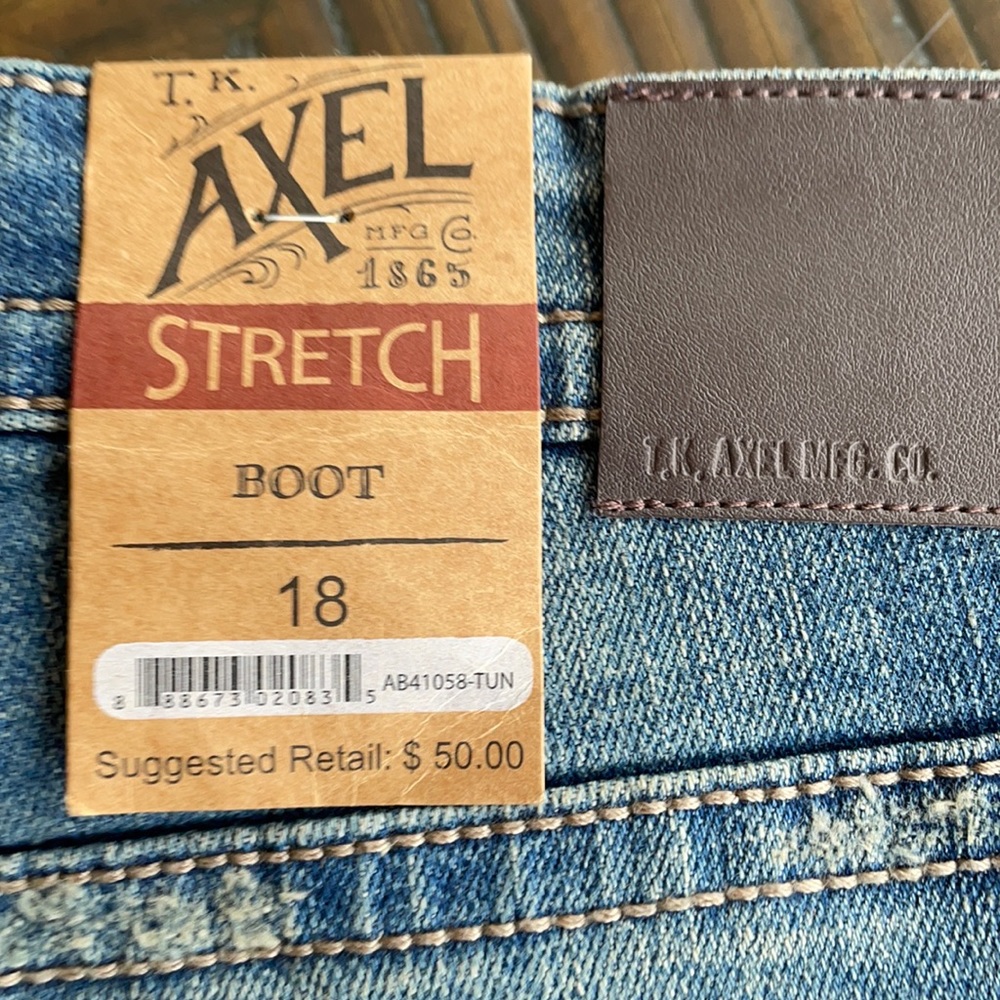 T. K.
AXEL
MFG Co.
1865
STRETCH
BOOT
18
8 88673 02083 5 AB41058-TUN
Suggested Retail: $ 50.00
T.K. AXEL MFG. CO.